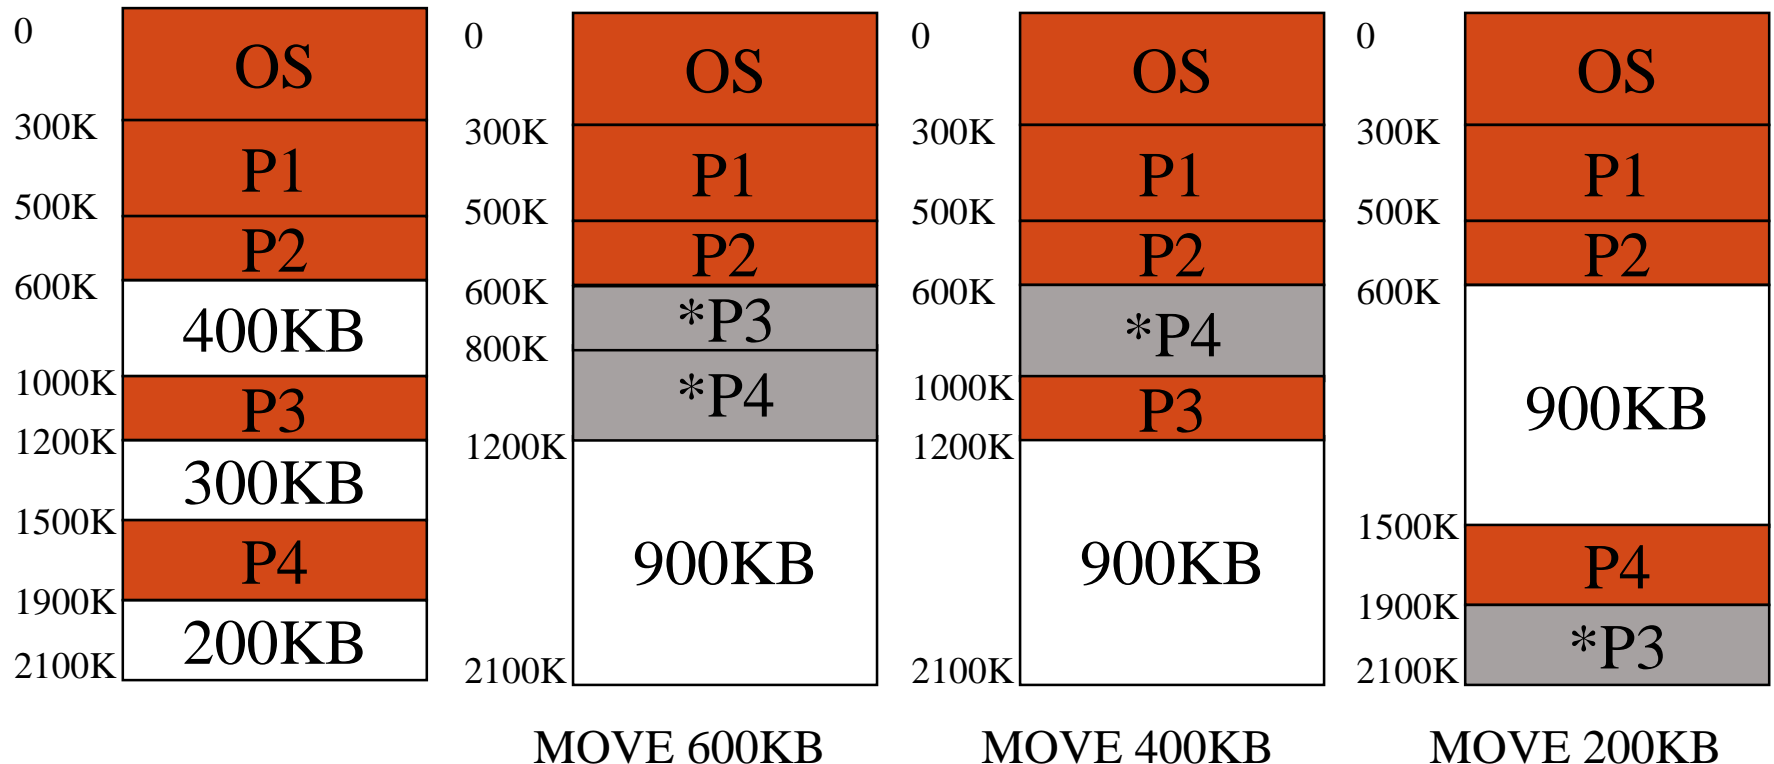 0
OS
300K
P1
500K
P2
600K
400KB
1000K
P3
1200K
300KB
1500K
P4
1900K
200KB
2100K
0
OS
300K
P1
500K
P2
600K
*P3
800K
*P4
1200K
900KB
2100K
MOVE 600KB
0
OS
300K
P1
500K
P2
600K
*P4
1000K
P3
1200K
900KB
2100K
MOVE 400KB
0
OS
300K
P1
500K
P2
600K
900KB
1500K
P4
1900K
*P3
2100K
MOVE 200KB